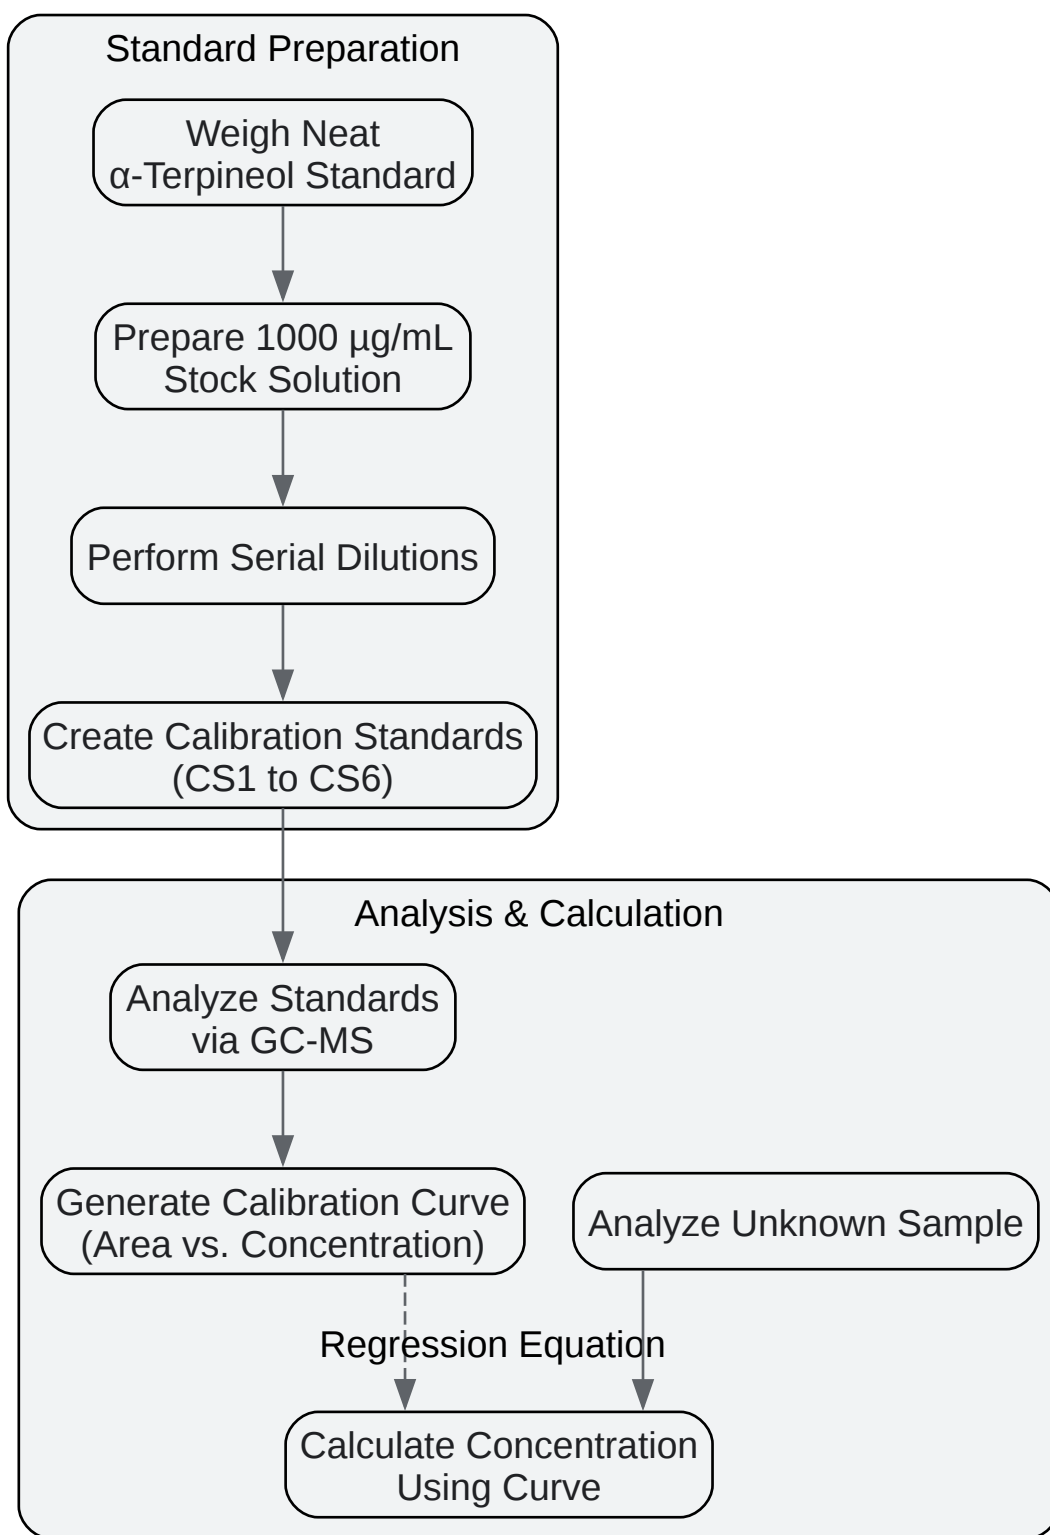 Standard Preparation
Weigh Neat
α-Terpineol Standard
Prepare 1000 µg/mL
Stock Solution
Perform Serial Dilutions
Create Calibration Standards
(CS1 to CS6)
Analysis & Calculation
Analyze Standards
via GC-MS
Generate Calibration Curve
(Area vs. Concentration)
Analyze Unknown Sample
Regression Equation
Calculate Concentration
Using Curve